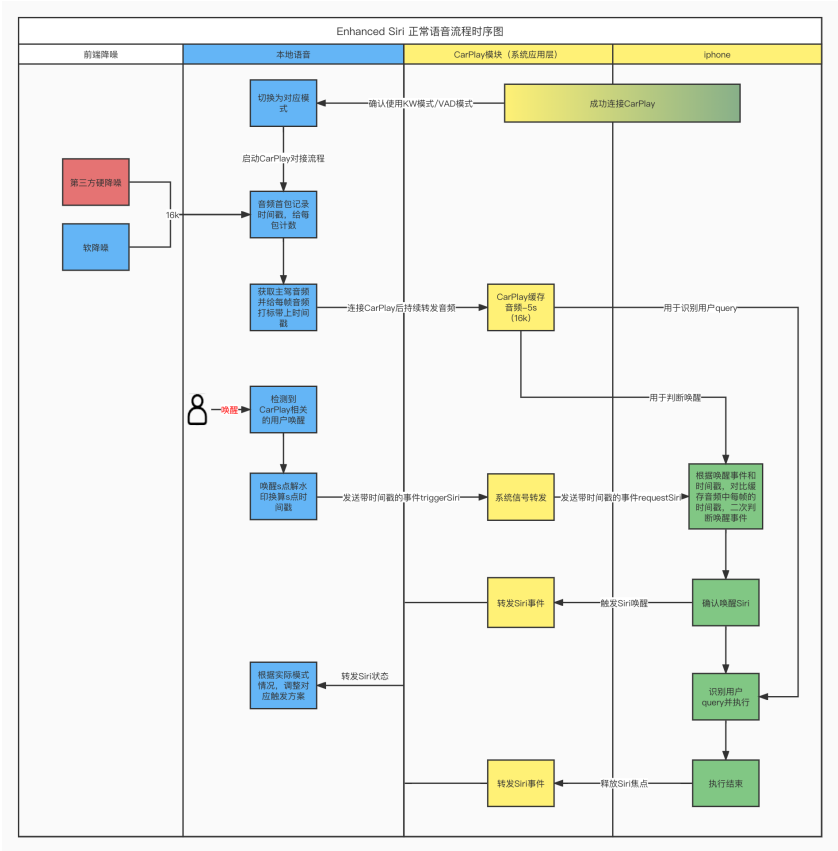 Enhanced Siri 正常语音流程时序图
前端降噪
本地语音
CarPlay模块（系统应用层）
iphone
切换为对应模
式
确认使用KW模式/VAD模式
成功连接CarPlay
启动CarPlay对接流程
第三方硬降噪
16k
软降噪
音频首包记录
时间戳，给每
包计数
获取主驾音频
并给每帧音频
打标带上时间
戳
连接CarPlay后持续转发音频
CarPlay缓存
音频~5s
（16k）
用于识别用户query
用于判断唤醒
唤醒
检测到
CarPlay相关
的用户唤醒
唤醒s点解水
印换算s点时
间戳
发送带时间戳的事件triggerSiri
系统信号转发
发送带时间戳的事件requestSiri
根据唤醒事件和
时间戳，对比缓
存音频中每帧的
时间戳，二次判
断唤醒事件
转发Siri事件
触发Siri唤醒
确认唤醒Siri
根据实际模式
情况，调整对
应触发方案
转发Siri状态
识别用户
query并执行
转发Siri事件
释放Siri焦点
执行结束